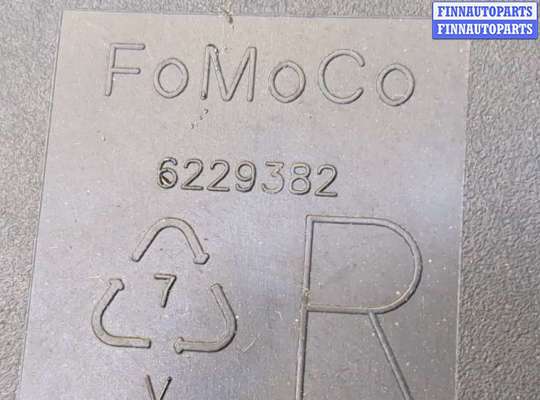 FINNAUTOPARTS
FINNAUTOPARTS
FoMoCo
6229382
7
R
V